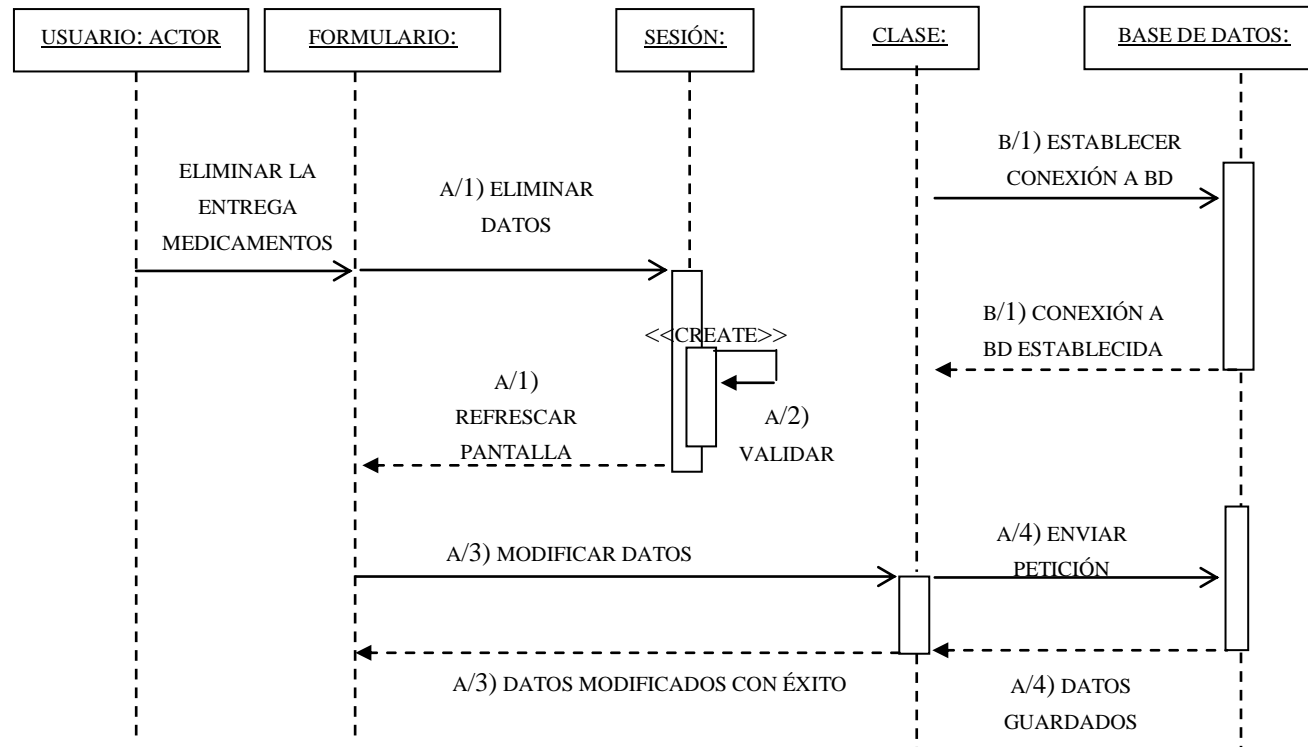 USUARIO: ACTOR
FORMULARIO:
SESIÓN:
CLASE:
BASE DE DATOS:
B/1) ESTABLECER
CONEXIÓN A BD
ELIMINAR LA
ENTREGA
MEDICAMENTOS
A/1) ELIMINAR
DATOS
<<CREATE>>
B/1) CONEXIÓN A
BD ESTABLECIDA
A/1)
REFRESCAR
PANTALLA
A/2)
VALIDAR
A/3) MODIFICAR DATOS
A/4) ENVIAR
PETICIÓN
A/3) DATOS MODIFICADOS CON ÉXITO
A/4) DATOS
GUARDADOS